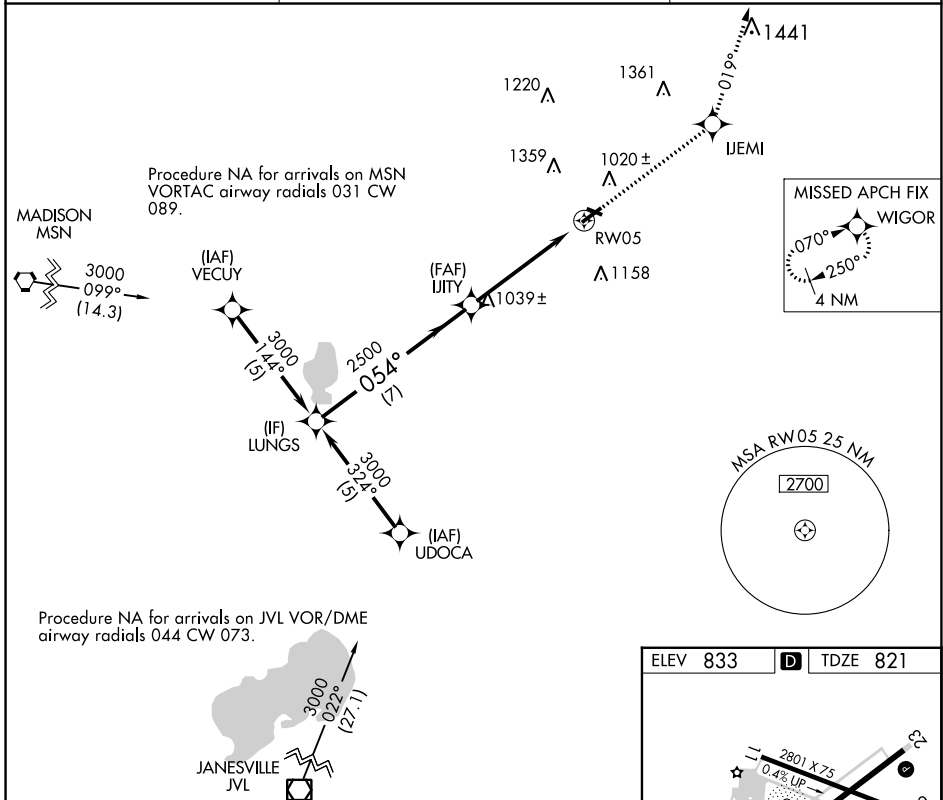 1441
019°
1220
1361
IJEMI
1359
1020 ±
Procedure NA for arrivals on MSN
VORTAC airway radials 031 CW
089.
MISSED APCH FIX
WIGOR
070°
250°
4 NM
MADISON
MSN
3000
099°
(14.3)
(IAF)
VECUY
RW05
(FAF)
IJITY
1158
1039 ±
3000
144°
(5)
2500
054°
(7)
(IF)
LUNGS
3000
324°
(5)
(IAF)
UDOCA
MSA RW05 25 NM
2700
Procedure NA for arrivals on JVL VOR/DME
airway radials 044 CW 073.
3000
022°
(27.1)
JANESVILLE
JVL
ELEV 833
D
TDZE 821
11
2801 X 75
0.4% UP
23
P